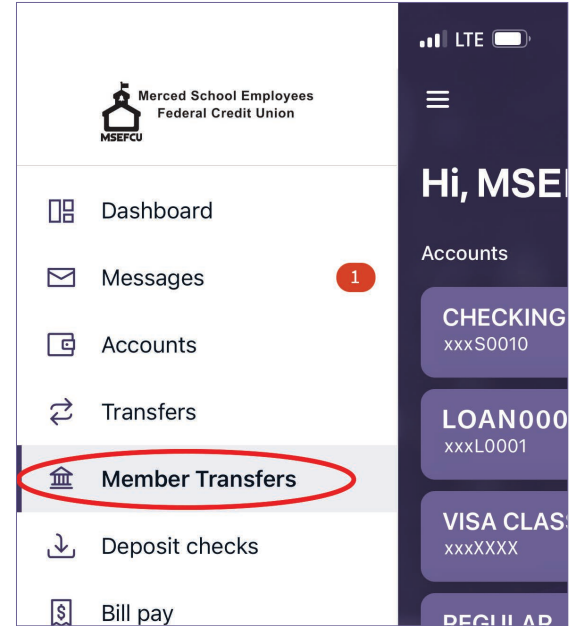 Merced School Employees
Federal Credit Union
MSEFCU
Dashboard
Messages
1
Accounts
Transfers
Member Transfers
Deposit checks
$
Bill pay
LTE
Hi, MSE
Accounts
CHECKING
xxxS0010
LOAN000
xxxL0001
VISA CLAS
xxxXXXX
REGULAR